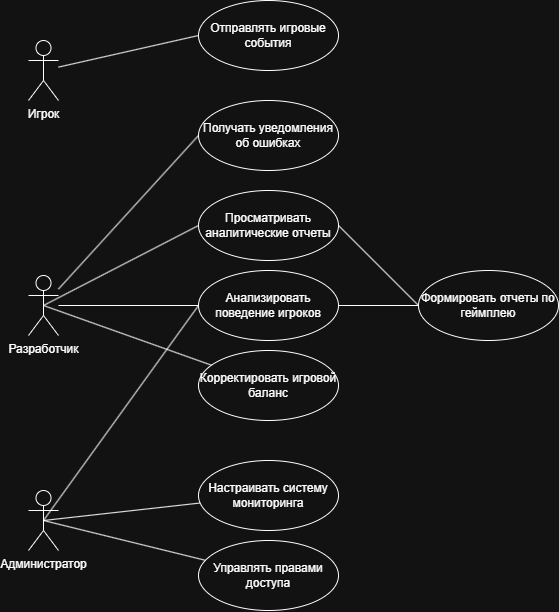 Отправлять игровые
события
Игрок
Получать уведомления
об ошибках
Просматривать
аналитические отчеты
Анализировать
поведение игроков
Формировать отчеты по
геймплею
Разработчик
Корректировать игровой
баланс
Настраивать систему
мониторинга
Администратор
Управлять правами
доступа